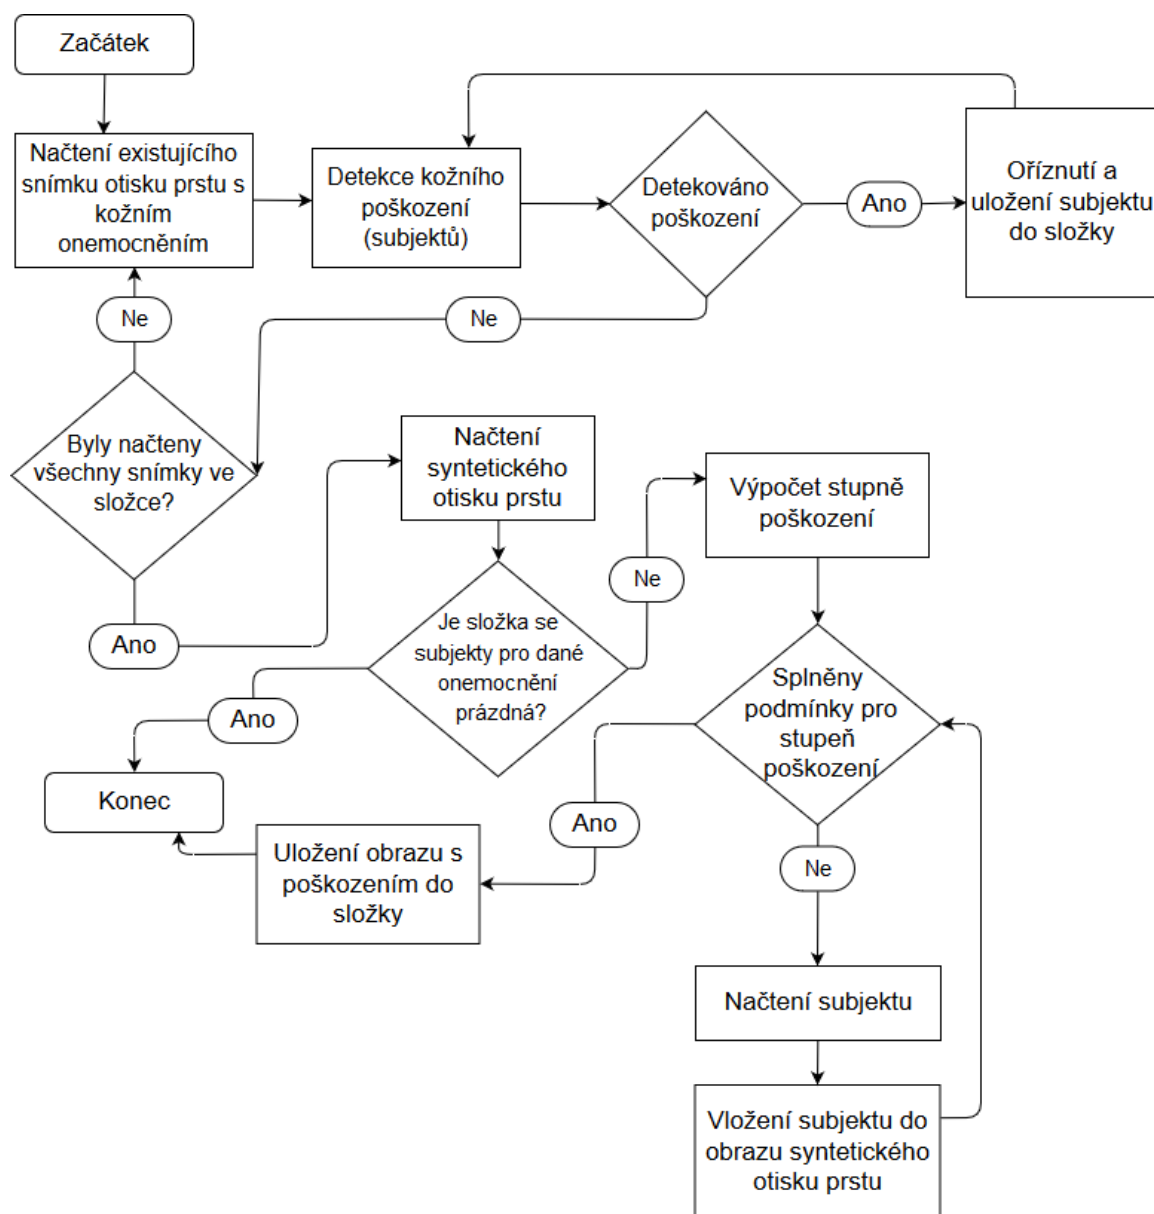 Začátek
Načtení existujícího
snímku otisku prstu s
kožním
onemocněním
Detekce kožního
poškození
(subjektů)
Detekováno
poškození
Ano
Oříznutí a
uložení subjektu
do složky
Ne
Ne
Byly načteny
všechny snímky ve
složce?
Ano
Načtení
syntetického
otisku prstu
Je složka se
subjekty pro dané
onemocnění
prázdná?
Ne
Výpočet stupně
poškození
Ano
Konec
Splněny
podmínky pro
stupeň
poškození
Ano
Uložení obrazu s
poškozením do
složky
Ne
Načtení subjektu
Vložení subjektu do
obrazu syntetického
otisku prstu